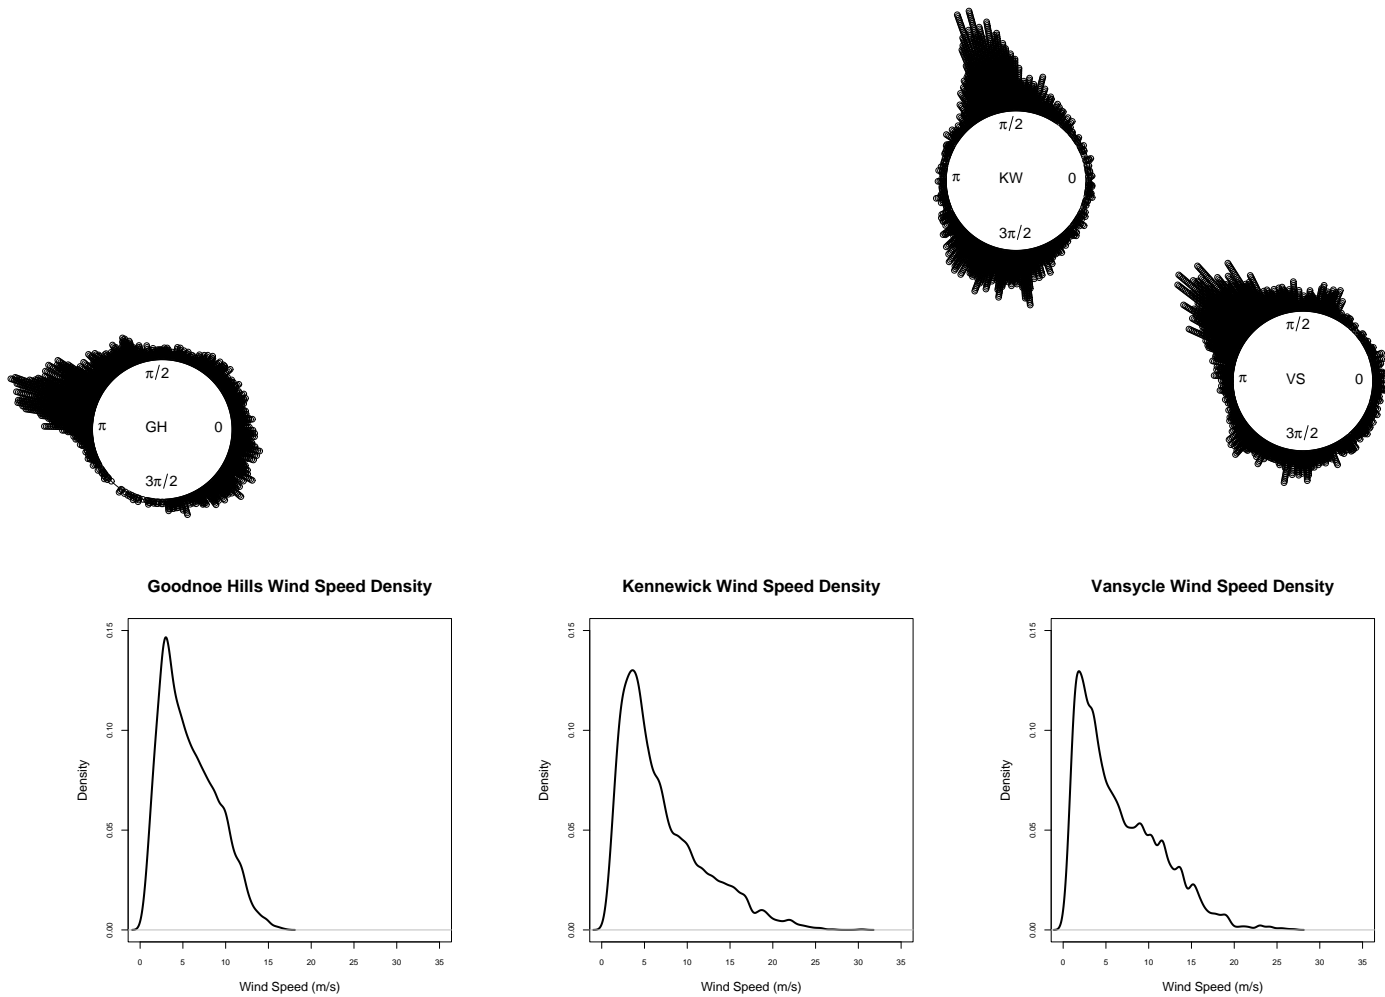 π/2
π KW 0
3π/2
π/2
π VS 0
3π/2
π/2
π GH 0
3π/2
Goodnoe Hills Wind Speed Density
Density
0.15
0.10
0.05
0.00
0 5 10 15 20 25 30 35
Wind Speed (m/s)
Kennewick Wind Speed Density
Density
0.15
0.10
0.05
0.00
0 5 10 15 20 25 30 35
Wind Speed (m/s)
Vansycle Wind Speed Density
Density
0.15
0.10
0.05
0.00
0 5 10 15 20 25 30 35
Wind Speed (m/s)